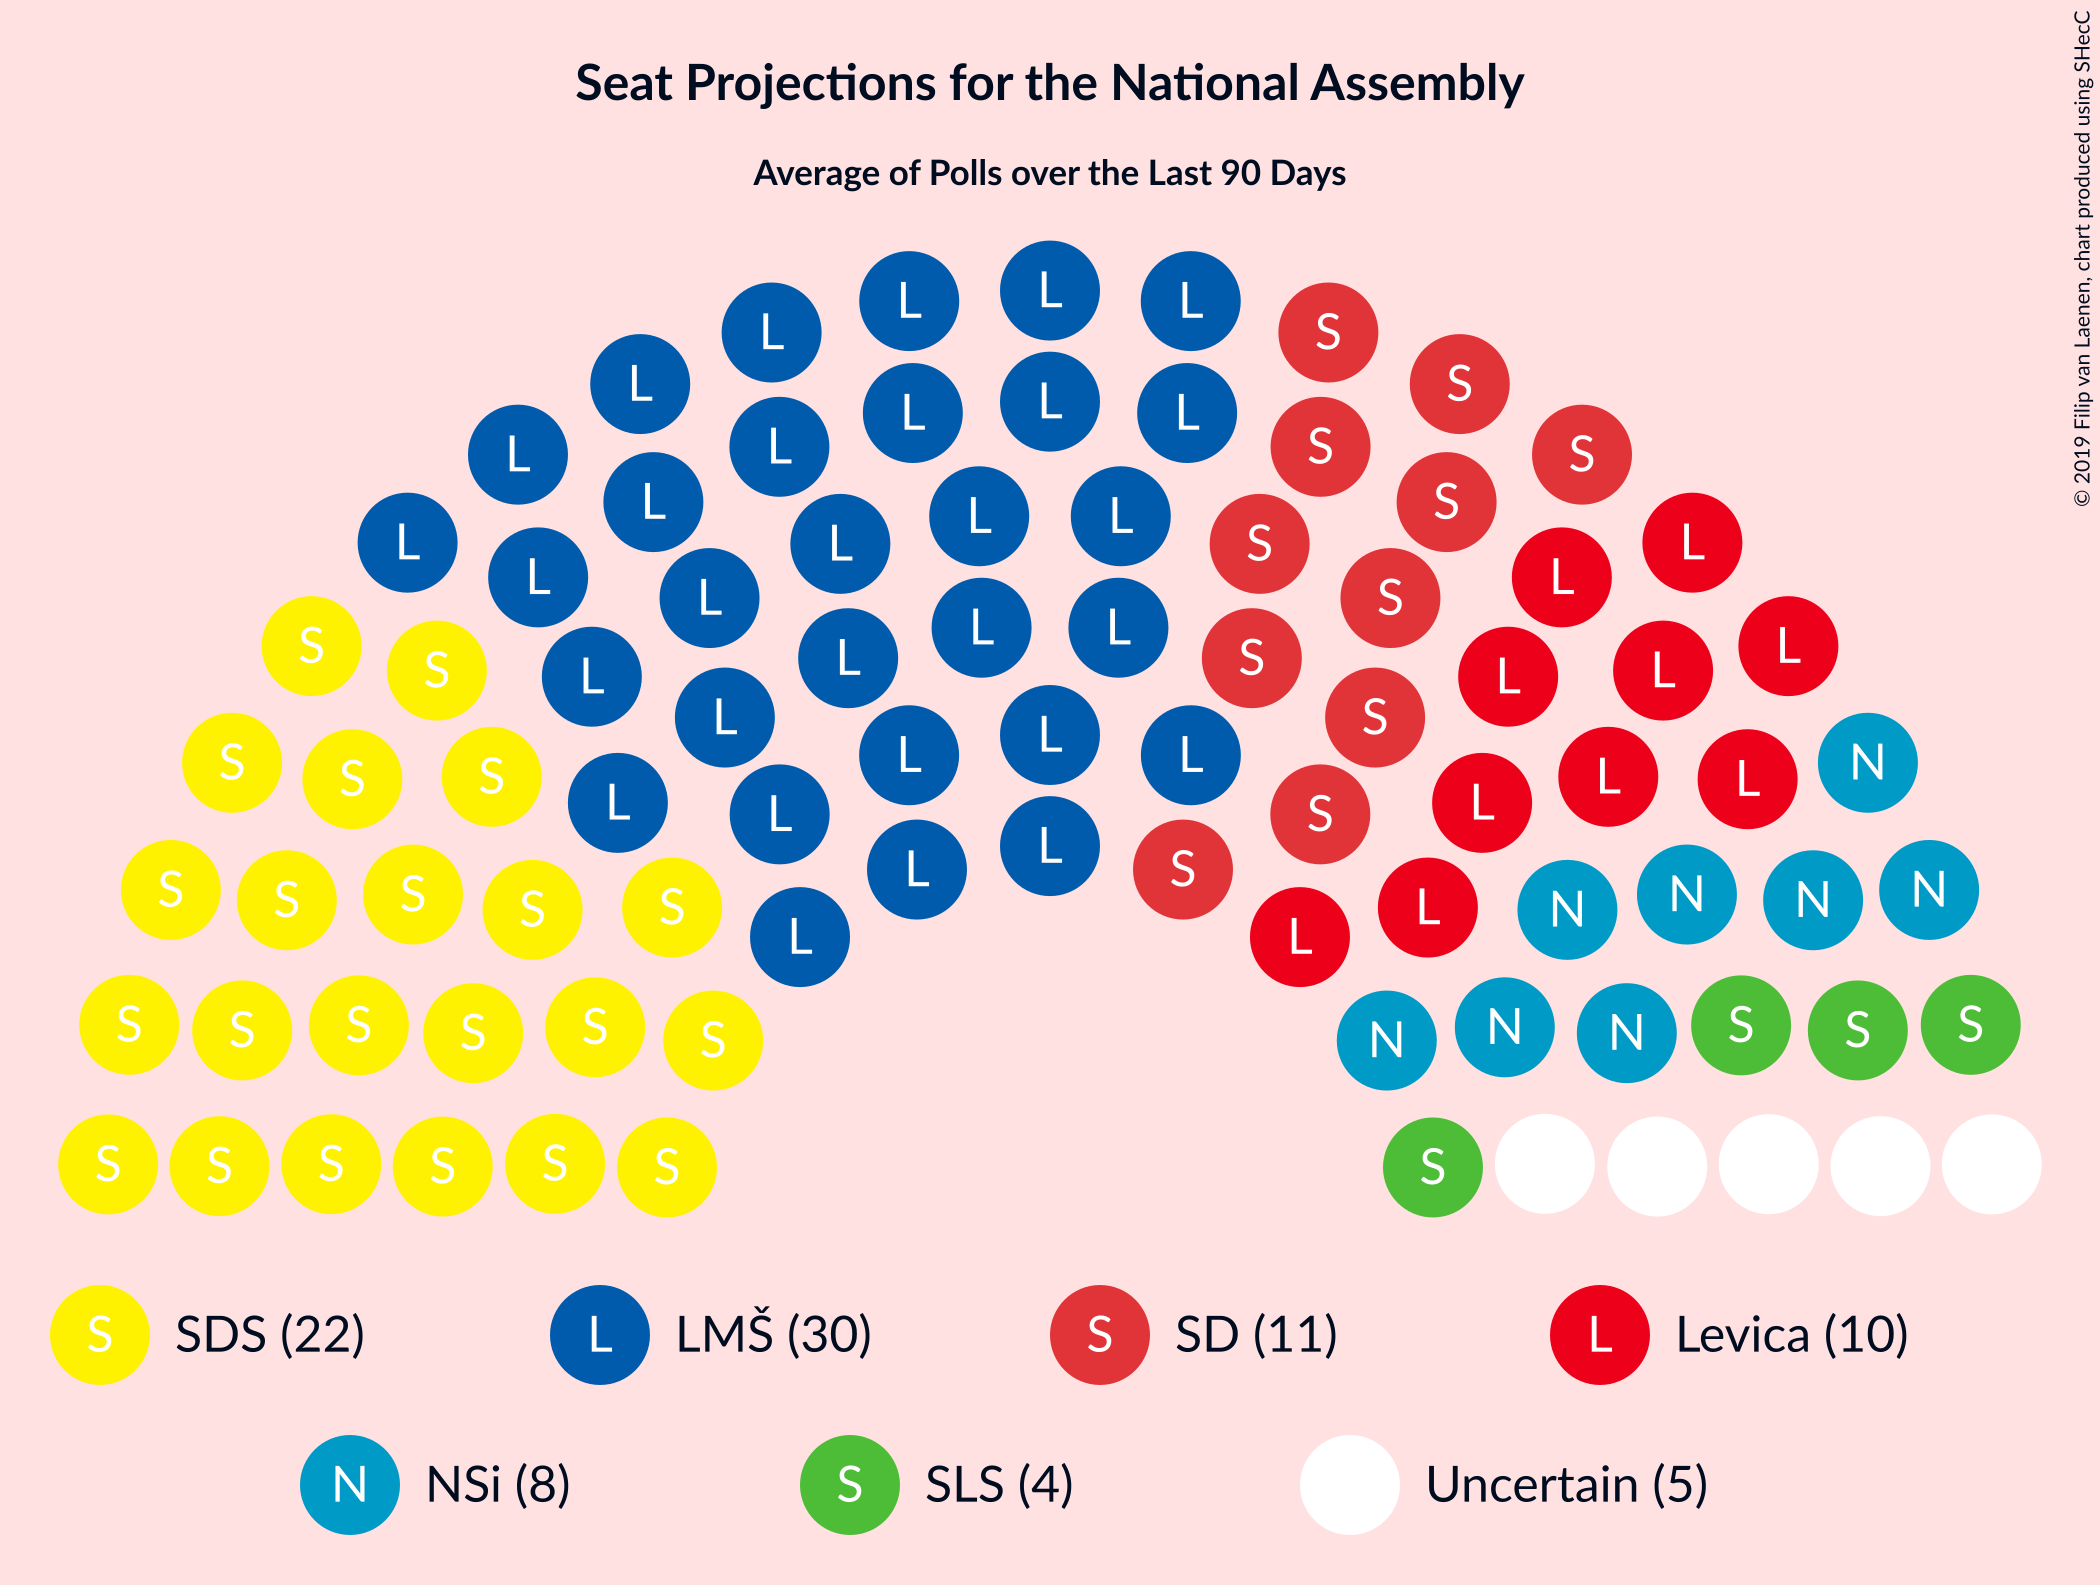 Seat Projections for the National Assembly
Average of Polls over the Last 90 Days
© 2019 Filip van Laenen, chart produced using SHecC
L L L
L L S
L L L L S
L L S S
L L S
L L L S
L L L
L L S
L L S
L L S L
S L L
S L L L
L S S L
L L L
S L L N
S S L L
L L S
L S
S S N
S S S L N N
S S L N
L L
S S S N S S
S S S N N S
S S S S S S S
SDS (22) LMŠ (30) SD (11) Levica (10)
NSi (8) SLS (4) Uncertain (5)